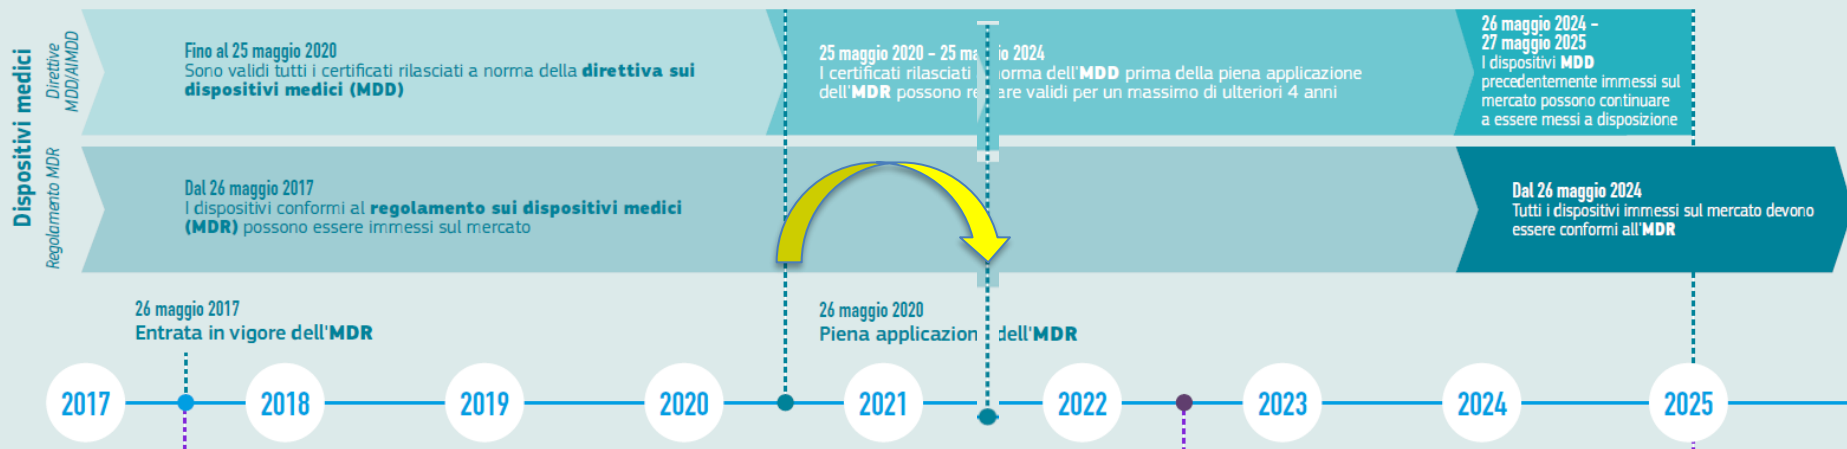 Dispositivi medici
Direttive
MDD/AIMDD
Fino al 25 maggio 2020
Sono validi tutti i certificati rilasciati a norma della direttiva sui
dispositivi medici (MDD)
25 maggio 2020 – 25 ma io 2024
I certificati rilasciati norma dell'MDD prima della piena applicazione
dell'MDR possono re are validi per un massimo di ulteriori 4 anni
26 maggio 2024 –
27 maggio 2025
I dispositivi MDD
precedentemente immessi sul
mercato possono continuare
a essere messi a disposizione
Regolamento MDR
Dal 26 maggio 2017
I dispositivi conformi al regolamento sui dispositivi medici
(MDR) possono essere immessi sul mercato
Dal 26 maggio 2024
Tutti i dispositivi immessi sul mercato devono
essere conformi all'MDR
26 maggio 2017
Entrata in vigore dell'MDR
26 maggio 2020
Piena applicazion dell'MDR
2017
2018
2019
2020
2021
2022
2023
2024
2025